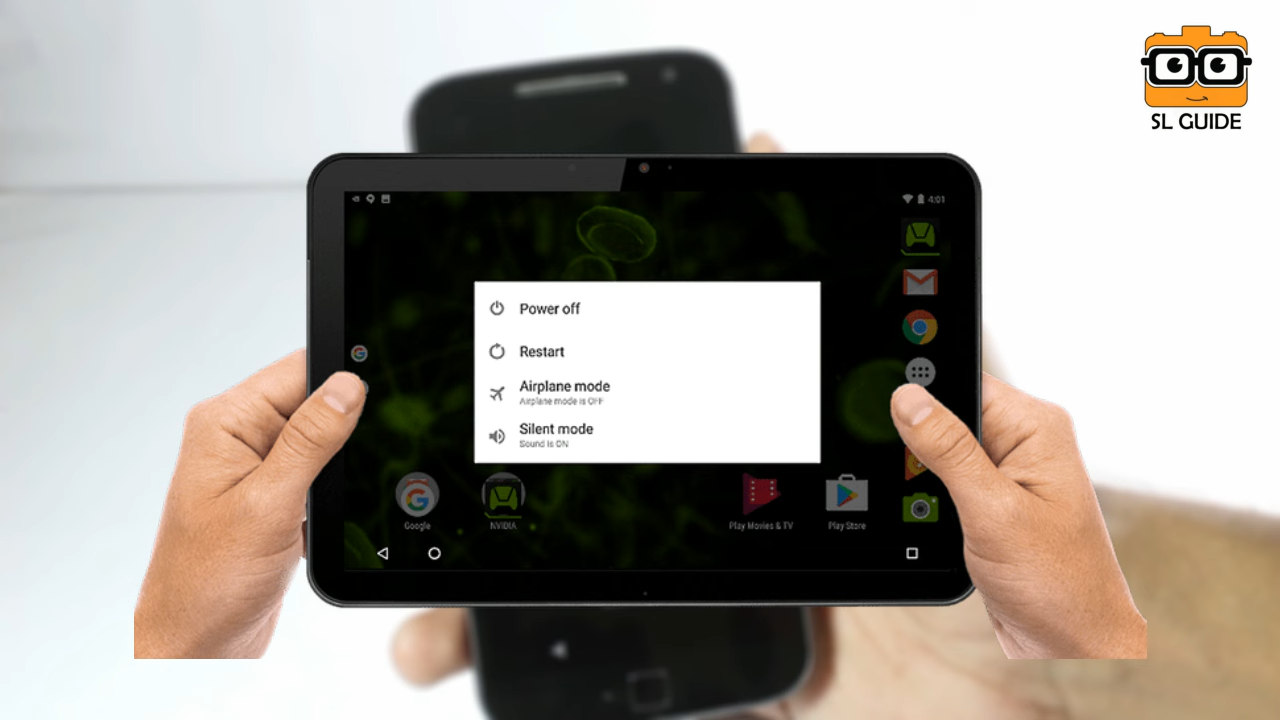 SL GUIDE
4:01
Power off
Restart
Airplane mode
Airplane mode is OFF
Silent mode
Sound is ON
Google
NVIDIA
Play Movies & TV
Play Store